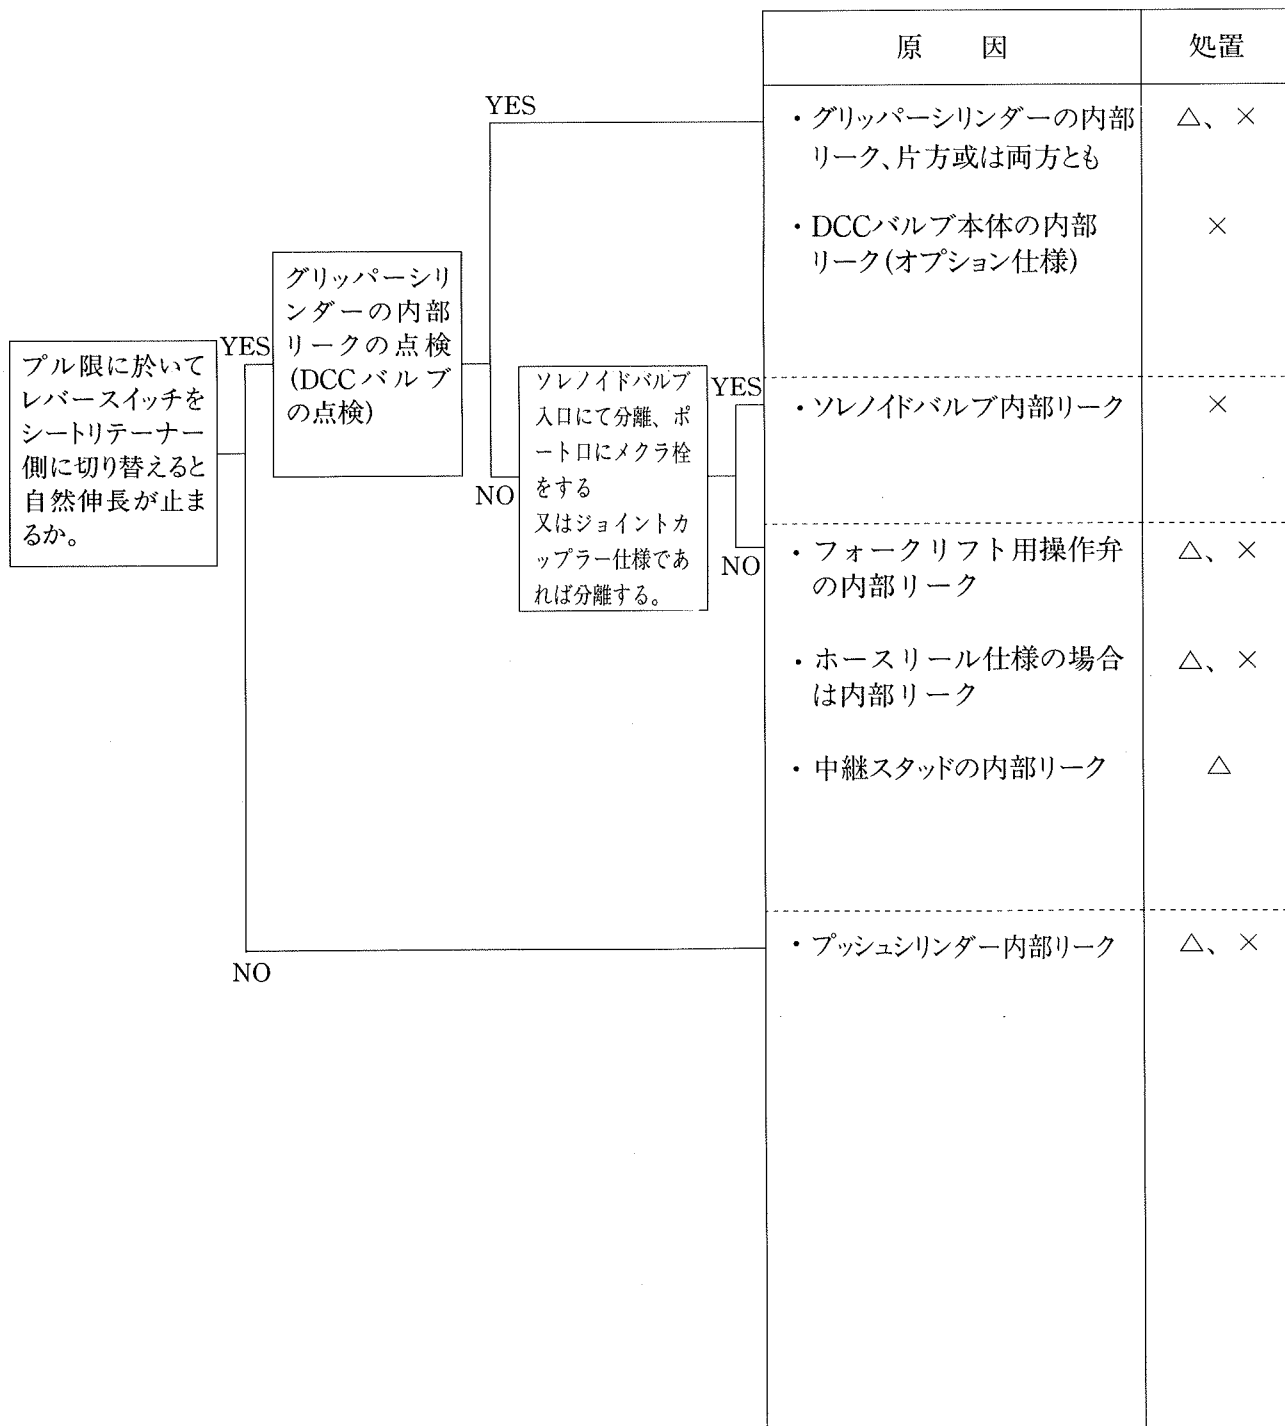 原　因
処置
YES
・グリッパーシリンダーの内部
リーク、片方或は両方とも
△、×
・DCCバルブ本体の内部
リーク(オプション仕様)
×
グリッパーシリ
ンダーの内部
リークの点検
(DCCバルブ
の点検)
YES
プル限に於いて
レバースイッチを
シートリテーナー
側に切り替えると
自然伸長が止ま
るか。
ソレノイドバルブ
入口にて分離、ポ
ート口にメクラ栓
をする
又はジョイントカ
ップラー仕様であ
れば分離する。
NO
YES
・ソレノイドバルブ内部リーク
×
NO
・フォークリフト用操作弁
の内部リーク
△、×
・ホースリール仕様の場合
は内部リーク
△、×
・中継スタッドの内部リーク
△
NO
・プッシュシリンダー内部リーク
△、×